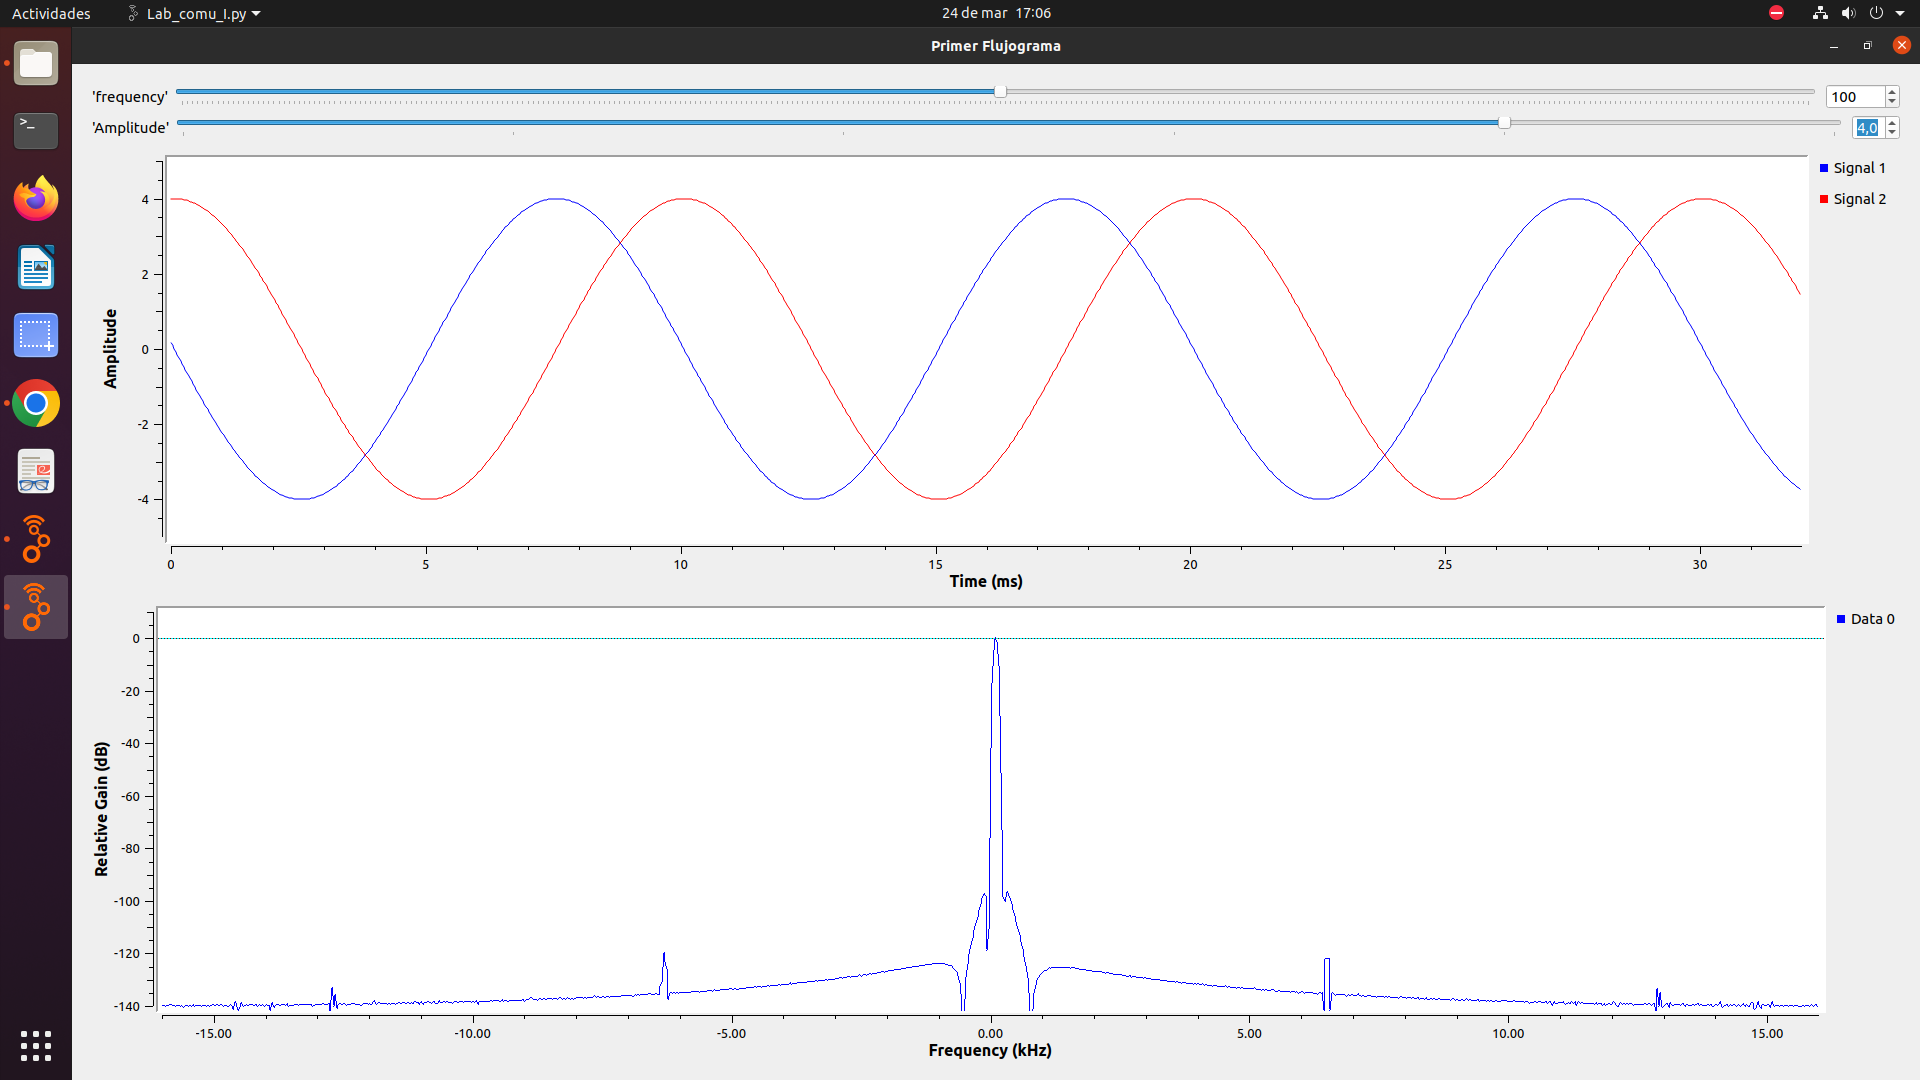 Actividades Lab_comu_I.py 24 de mar 17:06
Primer Flujograma
'frequency' 100
'Amplitude' 4,0
Signal 1
Signal 2
Amplitude
4
2
0
-2
-4
0 5 10 15 20 25 30
Time (ms)
Data 0
Relative Gain (dB)
0
-20
-40
-60
-80
-100
-120
-140
-15.00 -10.00 -5.00 0.00 5.00 10.00 15.00
Frequency (kHz)